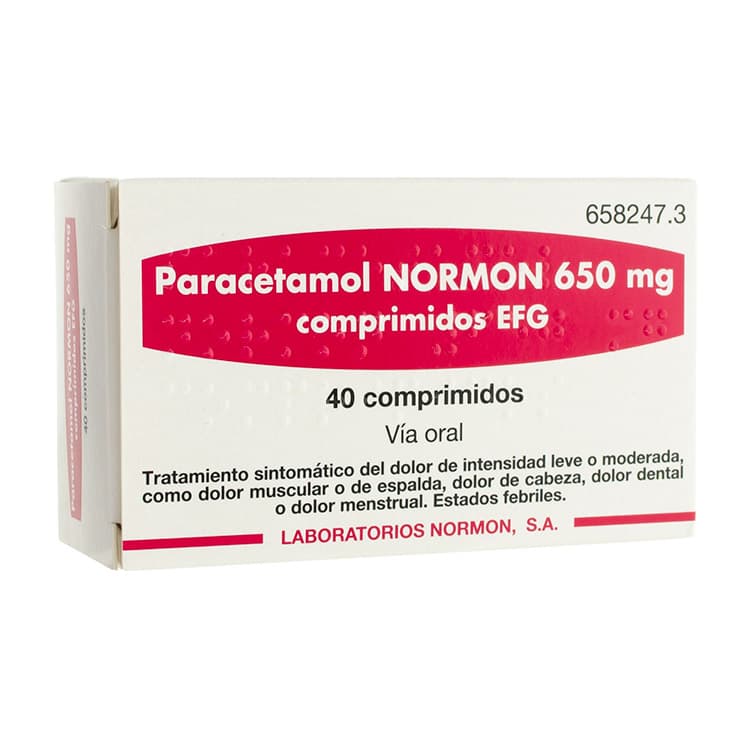 658247.3
Paracetamol NORMON 650 mg
comprimidos EFG
40 comprimidos
Vía oral
Tratamiento sintomático del dolor de intensidad leve o moderada,
como dolor muscular o de espalda, dolor de cabeza, dolor dental
o dolor menstrual. Estados febriles.
LABORATORIOS NORMON, S.A.
Paracetamol NORMON 650 mg
comprimidos EFG
40 comprimidos